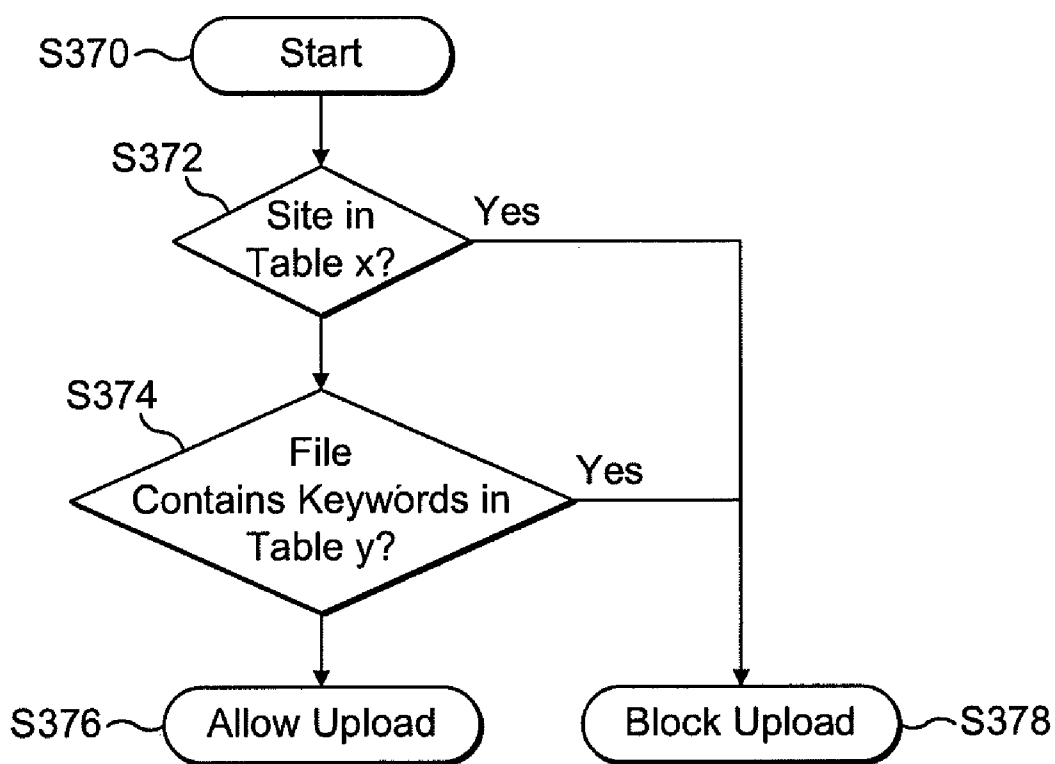 S370
Start
S372
Site in
Table x?
Yes
S374
File
Contains Keywords in
Table y?
Yes
S376
Allow Upload
Block Upload
S378